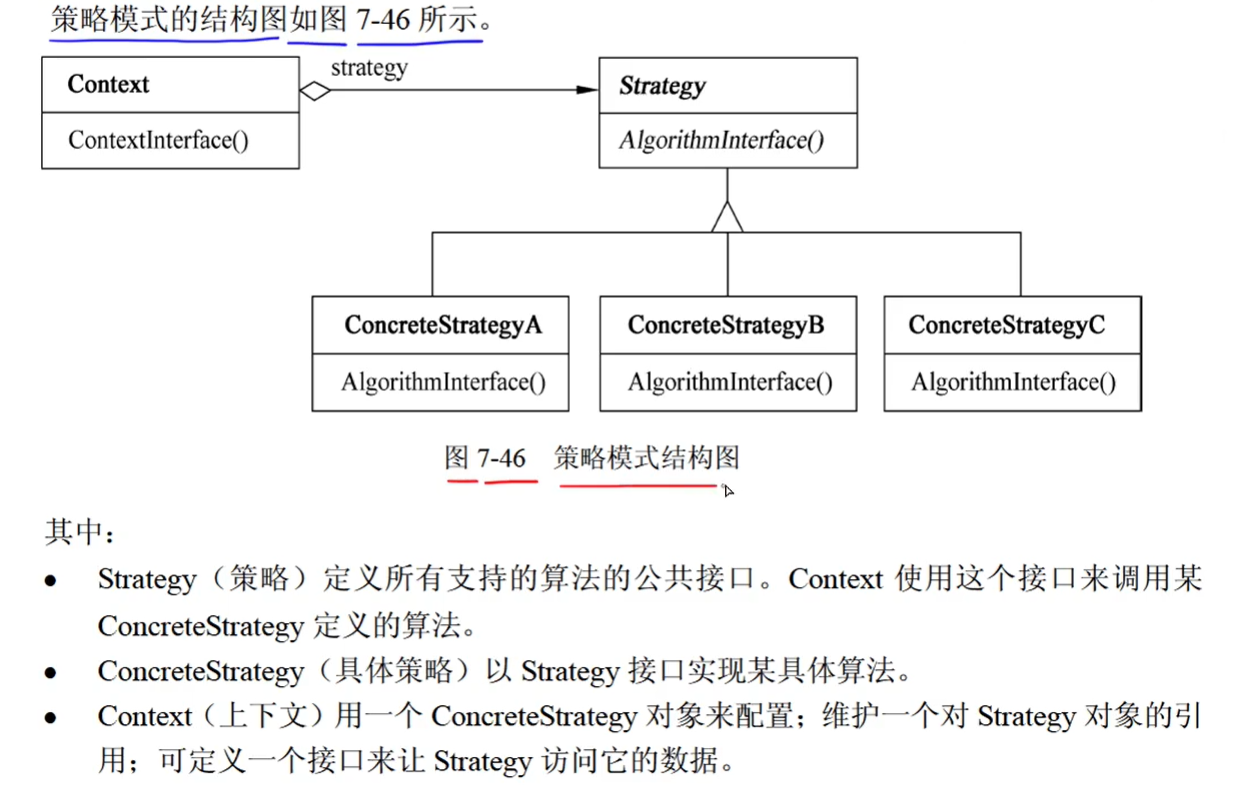 策略模式的结构图如图 7-46 所示。
strategy
Context
Strategy
ContextInterface()
AlgorithmInterface()
ConcreteStrategyA
ConcreteStrategyB
ConcreteStrategyC
AlgorithmInterface()
AlgorithmInterface()
AlgorithmInterface()
图 7-46 策略模式结构图
其中：
● Strategy（策略）定义所有支持的算法的公共接口。Context 使用这个接口来调用某
ConcreteStrategy 定义的算法。
● ConcreteStrategy（具体策略）以 Strategy 接口实现某具体算法。
● Context（上下文）用一个 ConcreteStrategy 对象来配置；维护一个对 Strategy 对象的引
用；可定义一个接口来让 Strategy 访问它的数据。